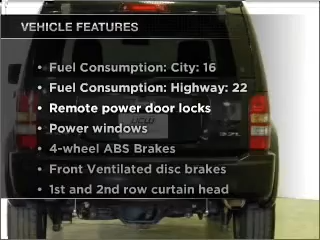 VEHICLE FEATURES
• Fuel Consumption: City: 16
• Fuel Consumption: Highway: 22
• Remote power door locks
• Power windows
• 4-wheel ABS Brakes
• Front Ventilated disc brakes
• 1st and 2nd row curtain head